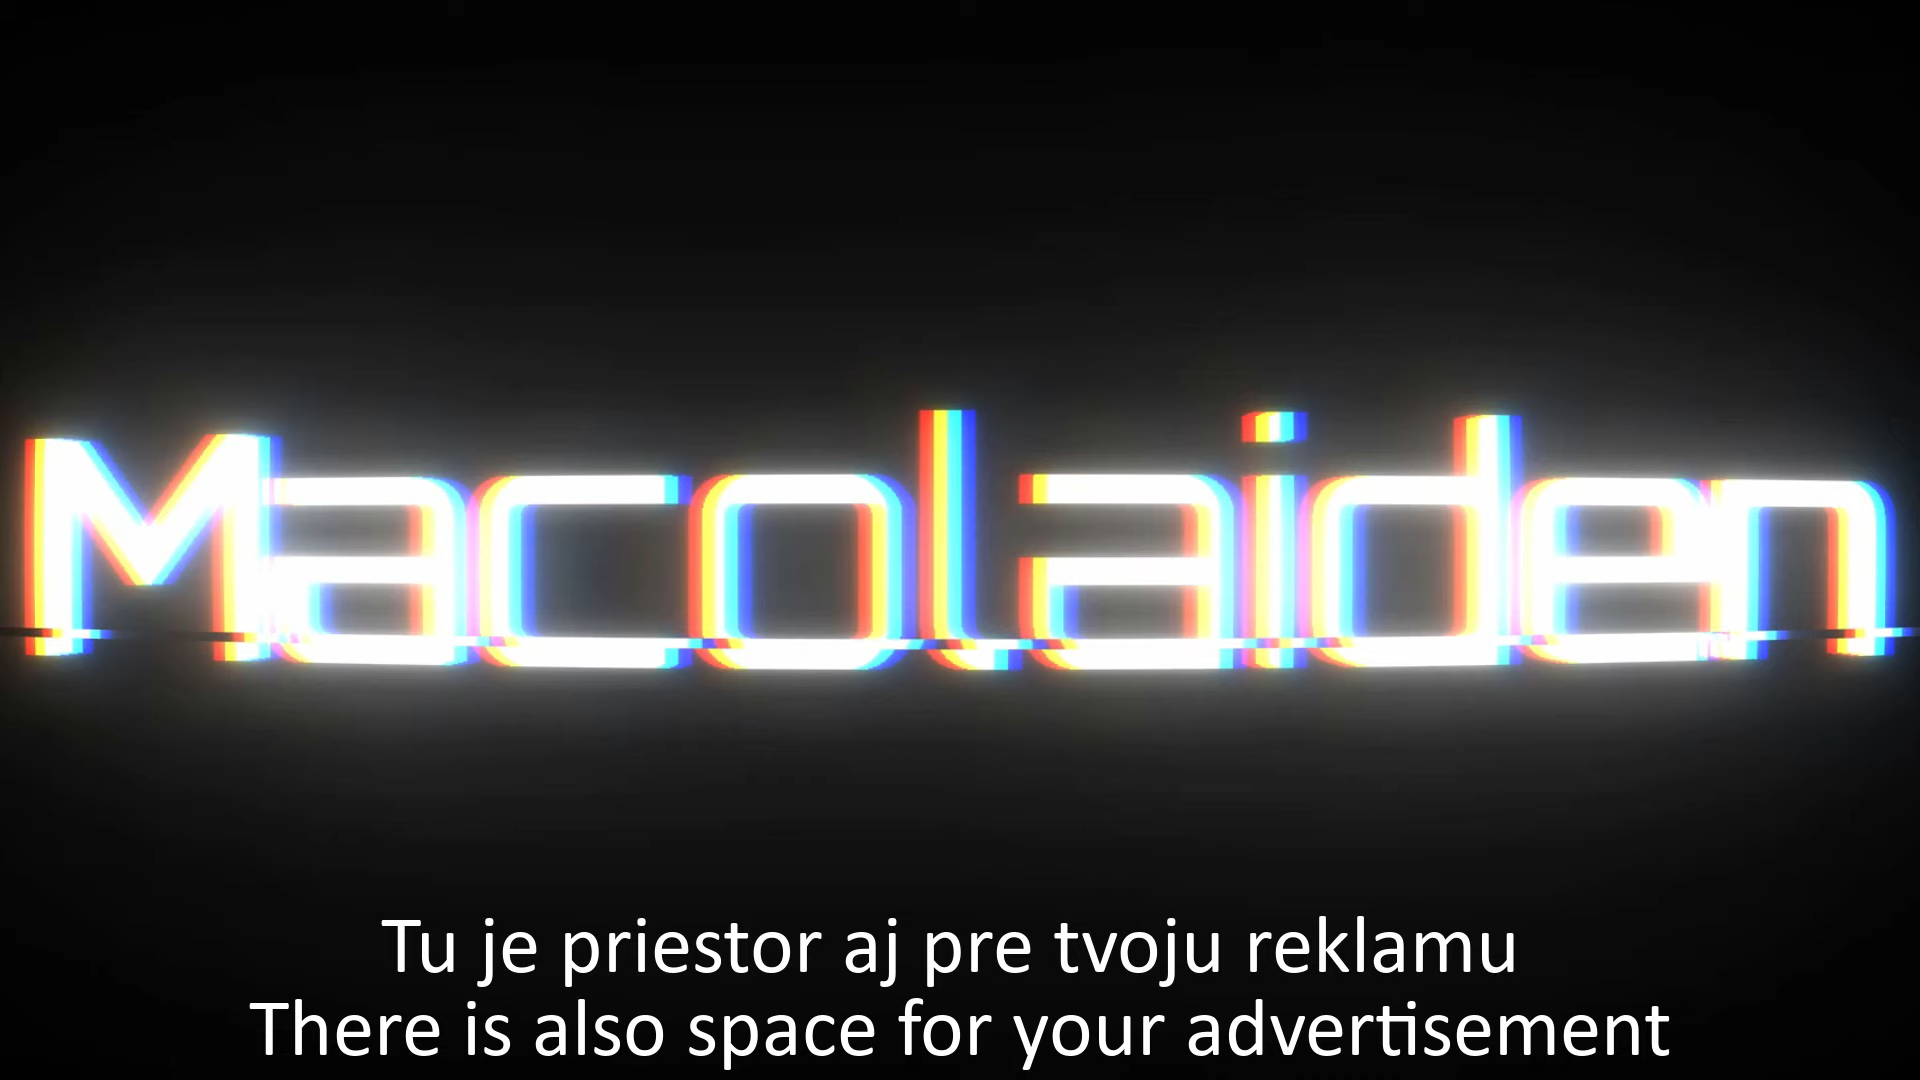 Macolaiden
Tu je priestor aj pre tvoju reklamu
There is also space for your advertisement